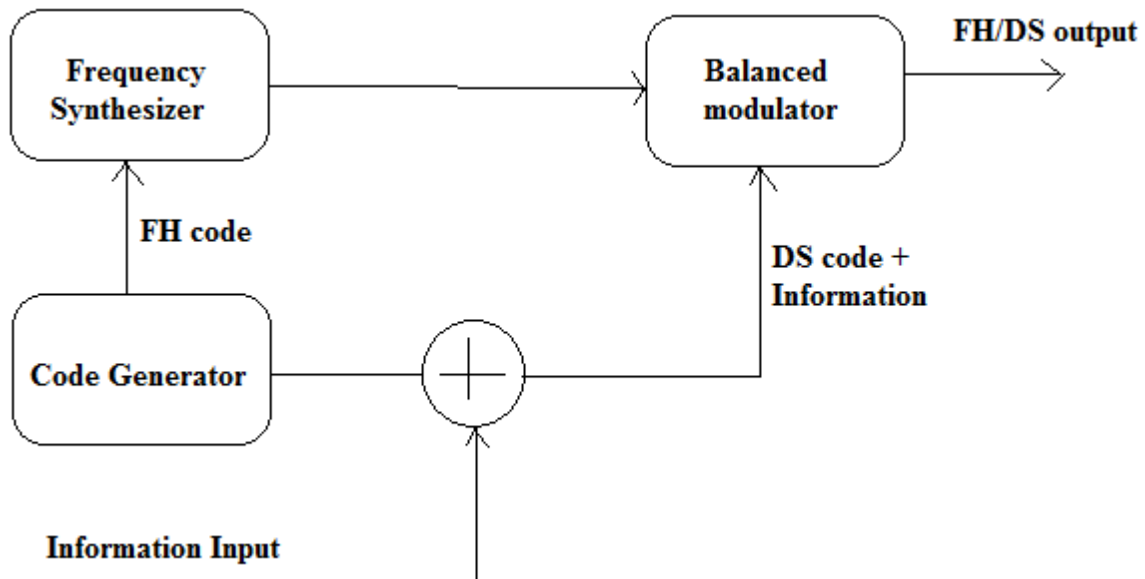 FH/DS output
Frequency
Synthesizer
Balanced
modulator
FH code
DS code +
Information
Code Generator
Information Input